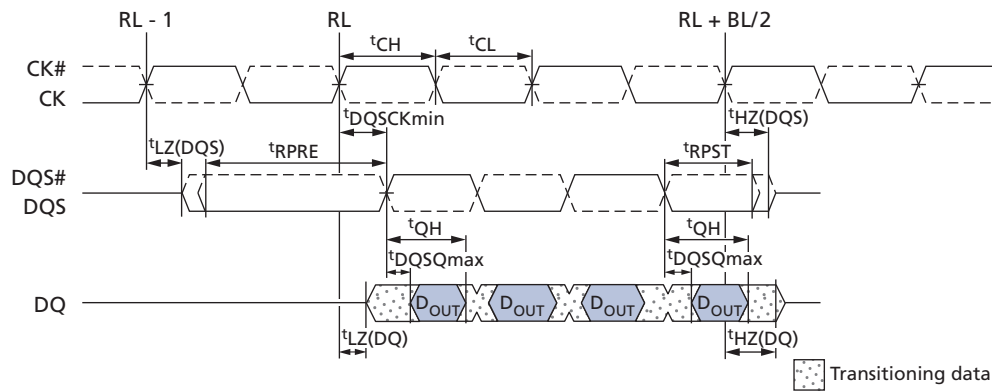 RL - 1 RL RL + BL/2
tCH tCL
CK#
CK
tDQSCKmin tHZ(DQS)
tLZ(DQS) tRPRE tRPST
DQS#
DQS
tQH tQH
tDQSQmax tDQSQmax
DQ DOUT DOUT DOUT DOUT
tLZ(DQ) tHZ(DQ)
Transitioning data